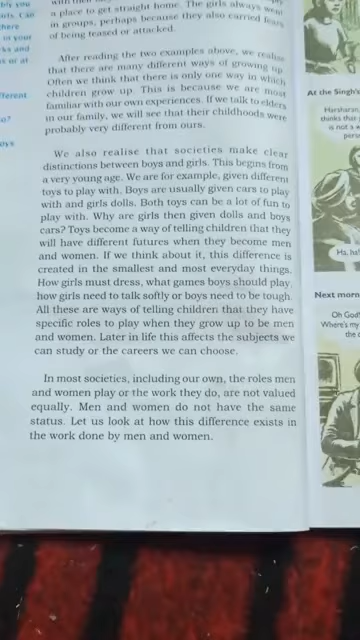 a place to get straight home. The girls always went
in groups, perhaps because they also carried fears
of being teased or attacked.
After reading the two examples above, we realise
that there are many different ways of growing up.
Often we think that there is only one way in which
children grow up. This is because we are most
familiar with our own experiences. If we talk to elders
in our family, we will see that their childhoods were
probably very different from ours.
We also realise that societies make clear
distinctions between boys and girls. This begins from
a very young age. We are for example, given different
toys to play with. Boys are usually given cars to play
with and girls dolls. Both toys can be a lot of fun to
play with. Why are girls then given dolls and boys
cars? Toys become a way of telling children that they
will have different futures when they become men
and women. If we think about it, this difference is
created in the smallest and most everyday things.
How girls must dress, what games boys should play,
how girls need to talk softly or boys need to be tough.
All these are ways of telling children that they have
specific roles to play when they grow up to be men
and women. Later in life this affects the subjects we
can study or the careers we can choose.
In most societies, including our own, the roles men
and women play or the work they do, are not valued
equally. Men and women do not have the same
status. Let us look at how this difference exists in
the work done by men and women.
At the Singh's
Harsharan
thinks that
is not a w
Ha, ha
Next morn
Oh God!
Where's my